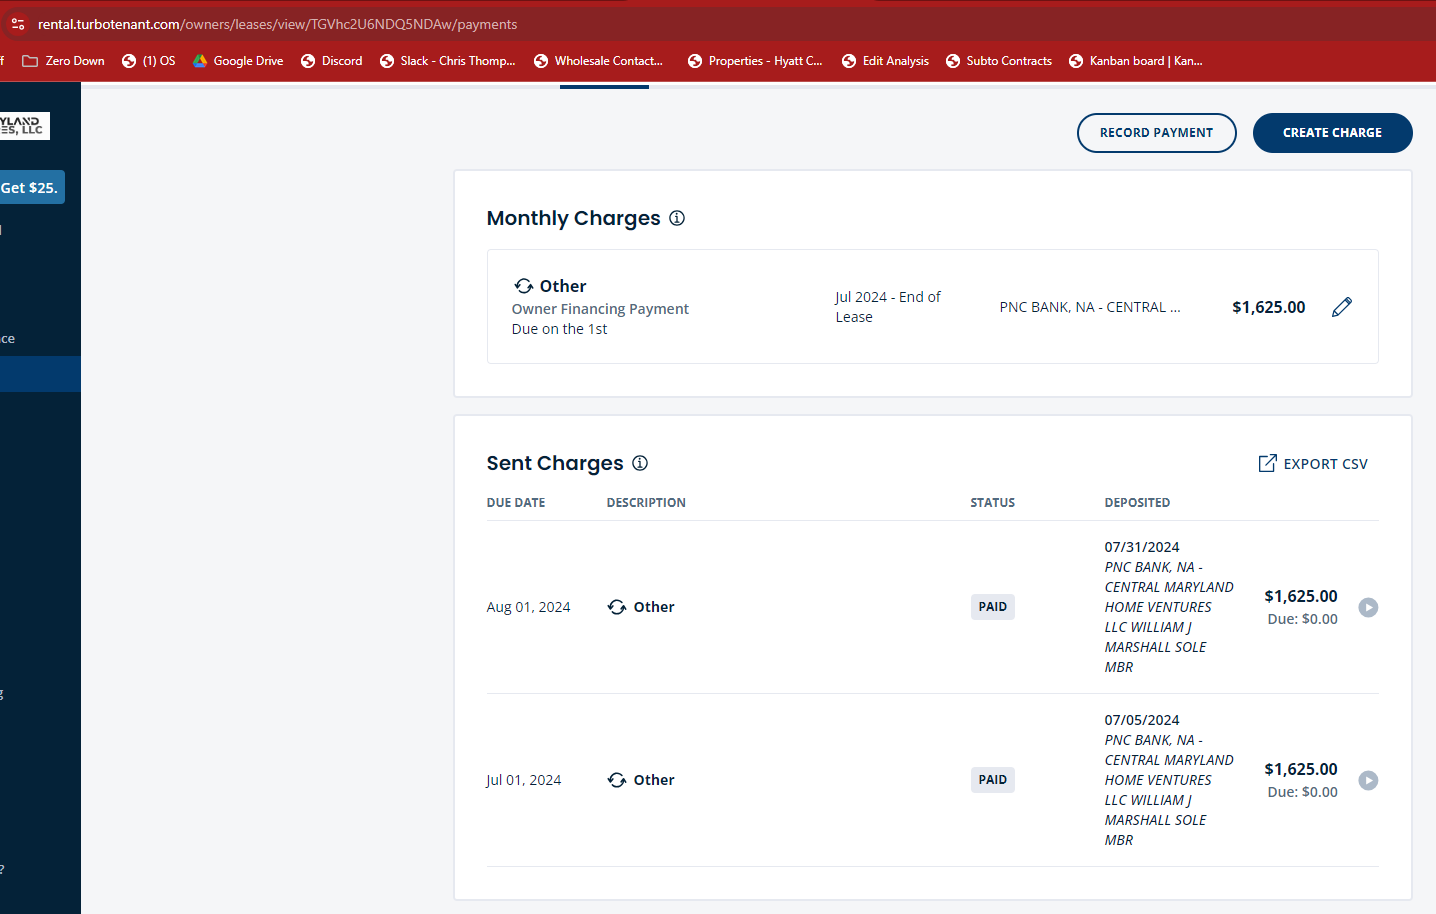 rental.turbotenant.com/owners/leases/view/TGVhc2U6NDQ5NDAw/payments
f Zero Down (1) OS Google Drive Discord Slack - Chris Thomp... Wholesale Contact... Properties - Hyatt C... Edit Analysis Subto Contracts Kanban board | Kan...
YLAND
ES, LLC
Get $25.
ce
g
?
RECORD PAYMENT
CREATE CHARGE
Monthly Charges
Other
Owner Financing Payment
Due on the 1st
Jul 2024 - End of
Lease
PNC BANK, NA - CENTRAL ...
$1,625.00
Sent Charges
EXPORT CSV
DUE DATE DESCRIPTION STATUS DEPOSITED
Aug 01, 2024
Other
PAID
07/31/2024
PNC BANK, NA -
CENTRAL MARYLAND
HOME VENTURES
LLC WILLIAM J
MARSHALL SOLE
MBR
$1,625.00
Due: $0.00
Jul 01, 2024
Other
PAID
07/05/2024
PNC BANK, NA -
CENTRAL MARYLAND
HOME VENTURES
LLC WILLIAM J
MARSHALL SOLE
MBR
$1,625.00
Due: $0.00